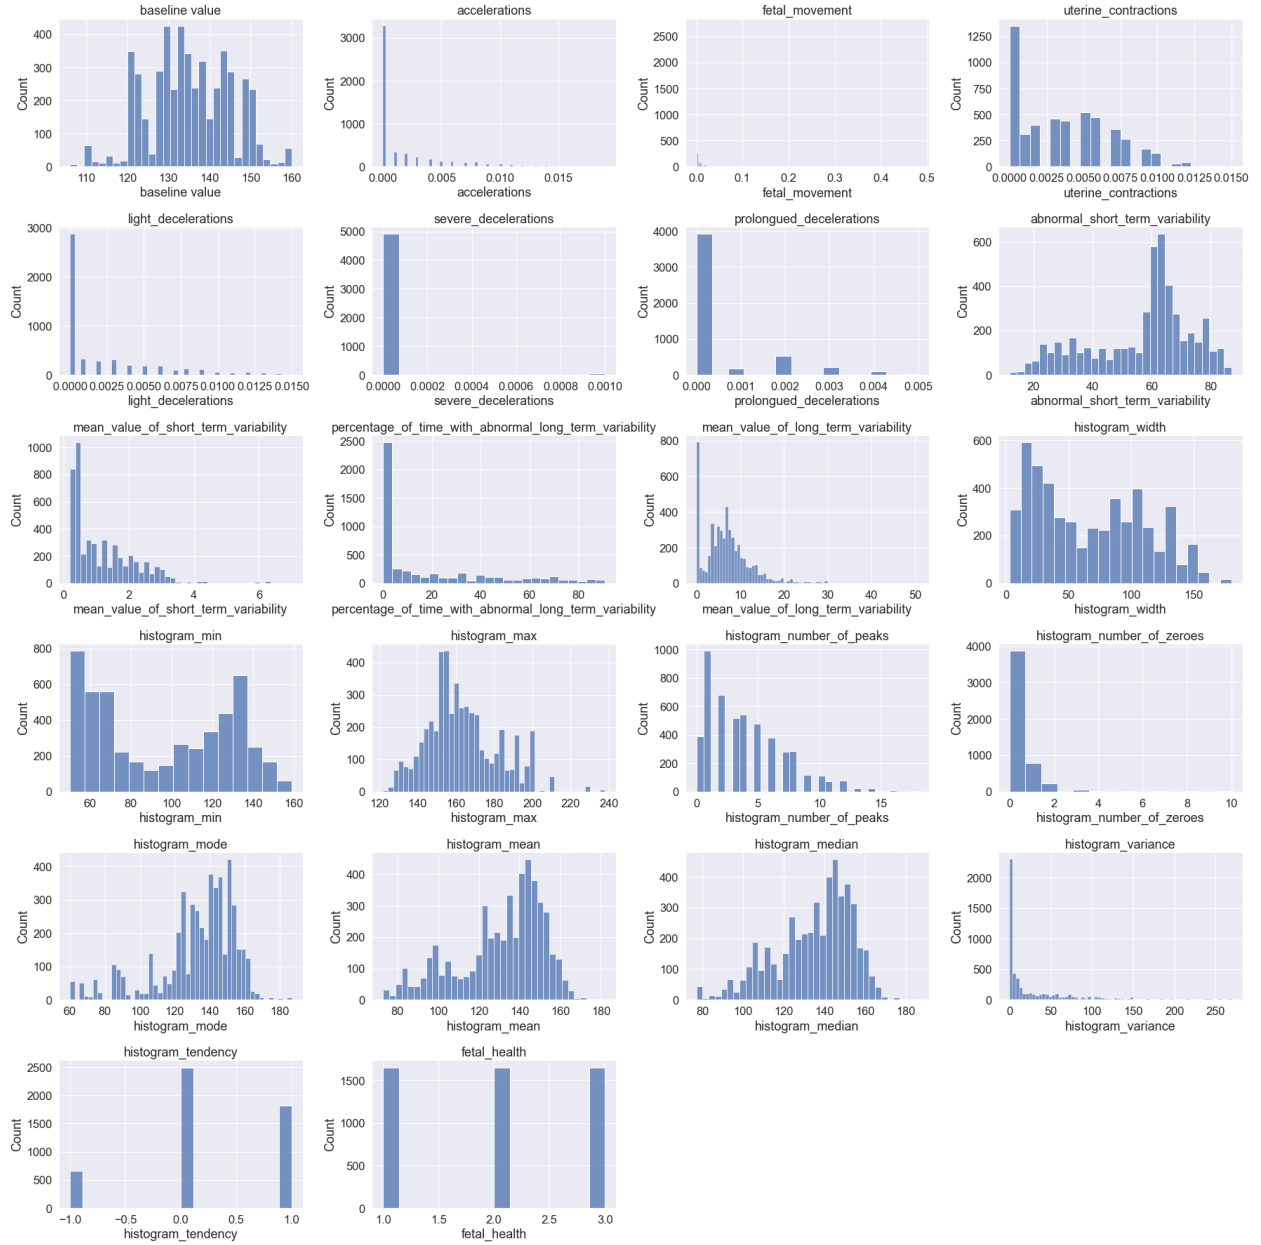 baseline value
accelerations
fetal_movement
uterine_contractions
400
300
200
100
0
Count
110 120 130 140 150 160
baseline value
3000
2000
1000
0
Count
0.000 0.005 0.010 0.015
accelerations
2500
2000
1500
1000
500
0
Count
0.0 0.1 0.2 0.3 0.4 0.5
fetal_movement
1250
1000
750
500
250
0
Count
0.0000 0.0025 0.0050 0.0075 0.0100 0.0125 0.0150
uterine_contractions
light_decelerations
severe_decelerations
prolongued_decelerations
abnormal_short_term_variability
3000
2000
1000
0
Count
0.0000 0.0025 0.0050 0.0075 0.0100 0.0125 0.0150
light_decelerations
5000
4000
3000
2000
1000
0
Count
0.0000 0.0002 0.0004 0.0006 0.0008 0.0010
severe_decelerations
4000
3000
2000
1000
0
Count
0.000 0.001 0.002 0.003 0.004 0.005
prolongued_decelerations
600
400
200
0
Count
20 40 60 80
abnormal_short_term_variability
mean_value_of_short_term_variability
percentage_of_time_with_abnormal_long_term_variability
mean_value_of_long_term_variability
histogram_width
1000
800
600
400
200
0
Count
0 2 4 6
mean_value_of_short_term_variability
2500
2000
1500
1000
500
0
Count
0 20 40 60 80
percentage_of_time_with_abnormal_long_term_variability
800
600
400
200
0
Count
0 10 20 30 40 50
mean_value_of_long_term_variability
600
400
200
0
Count
0 50 100 150
histogram_width
histogram_min
histogram_max
histogram_number_of_peaks
histogram_number_of_zeroes
800
600
400
200
0
Count
60 80 100 120 140 160
histogram_min
400
300
200
100
0
Count
120 140 160 180 200 220 240
histogram_max
1000
800
600
400
200
0
Count
0 5 10 15
histogram_number_of_peaks
4000
3000
2000
1000
0
Count
0 2 4 6 8 10
histogram_number_of_zeroes
histogram_mode
histogram_mean
histogram_median
histogram_variance
400
300
200
100
0
Count
60 80 100 120 140 160 180
histogram_mode
400
300
200
100
0
Count
80 100 120 140 160 180
histogram_mean
400
300
200
100
0
Count
80 100 120 140 160 180
histogram_median
2000
1500
1000
500
0
Count
0 50 100 150 200 250
histogram_variance
histogram_tendency
fetal_health
2500
2000
1500
1000
500
0
Count
−1.0 −0.5 0.0 0.5 1.0
histogram_tendency
1500
1000
500
0
Count
1.0 1.5 2.0 2.5 3.0
fetal_health